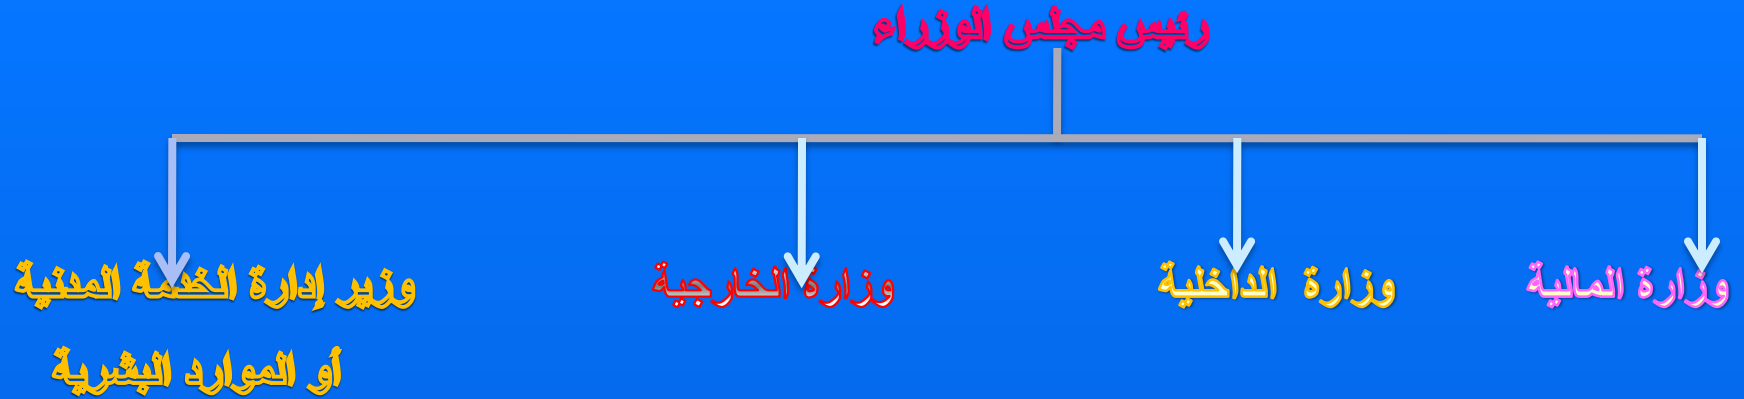 رئيس مجلس الوزراء
وزارة المالية
وزارة الداخلية
وزارة الخارجية
وزير إدارة الخدمة المدنية
أو الموارد البشرية